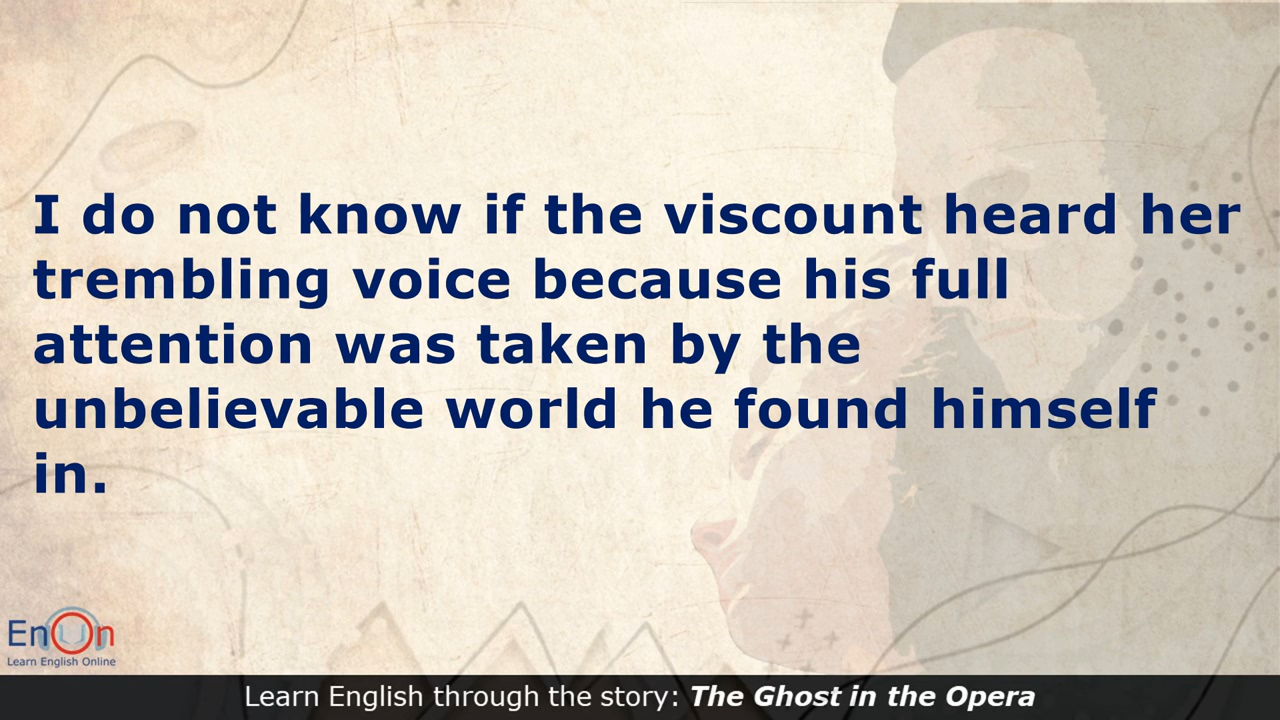 I do not know if the viscount heard her
trembling voice because his full
attention was taken by the
unbelievable world he found himself
in.
EnOn
Learn English Online
Learn English through the story: The Ghost in the Opera